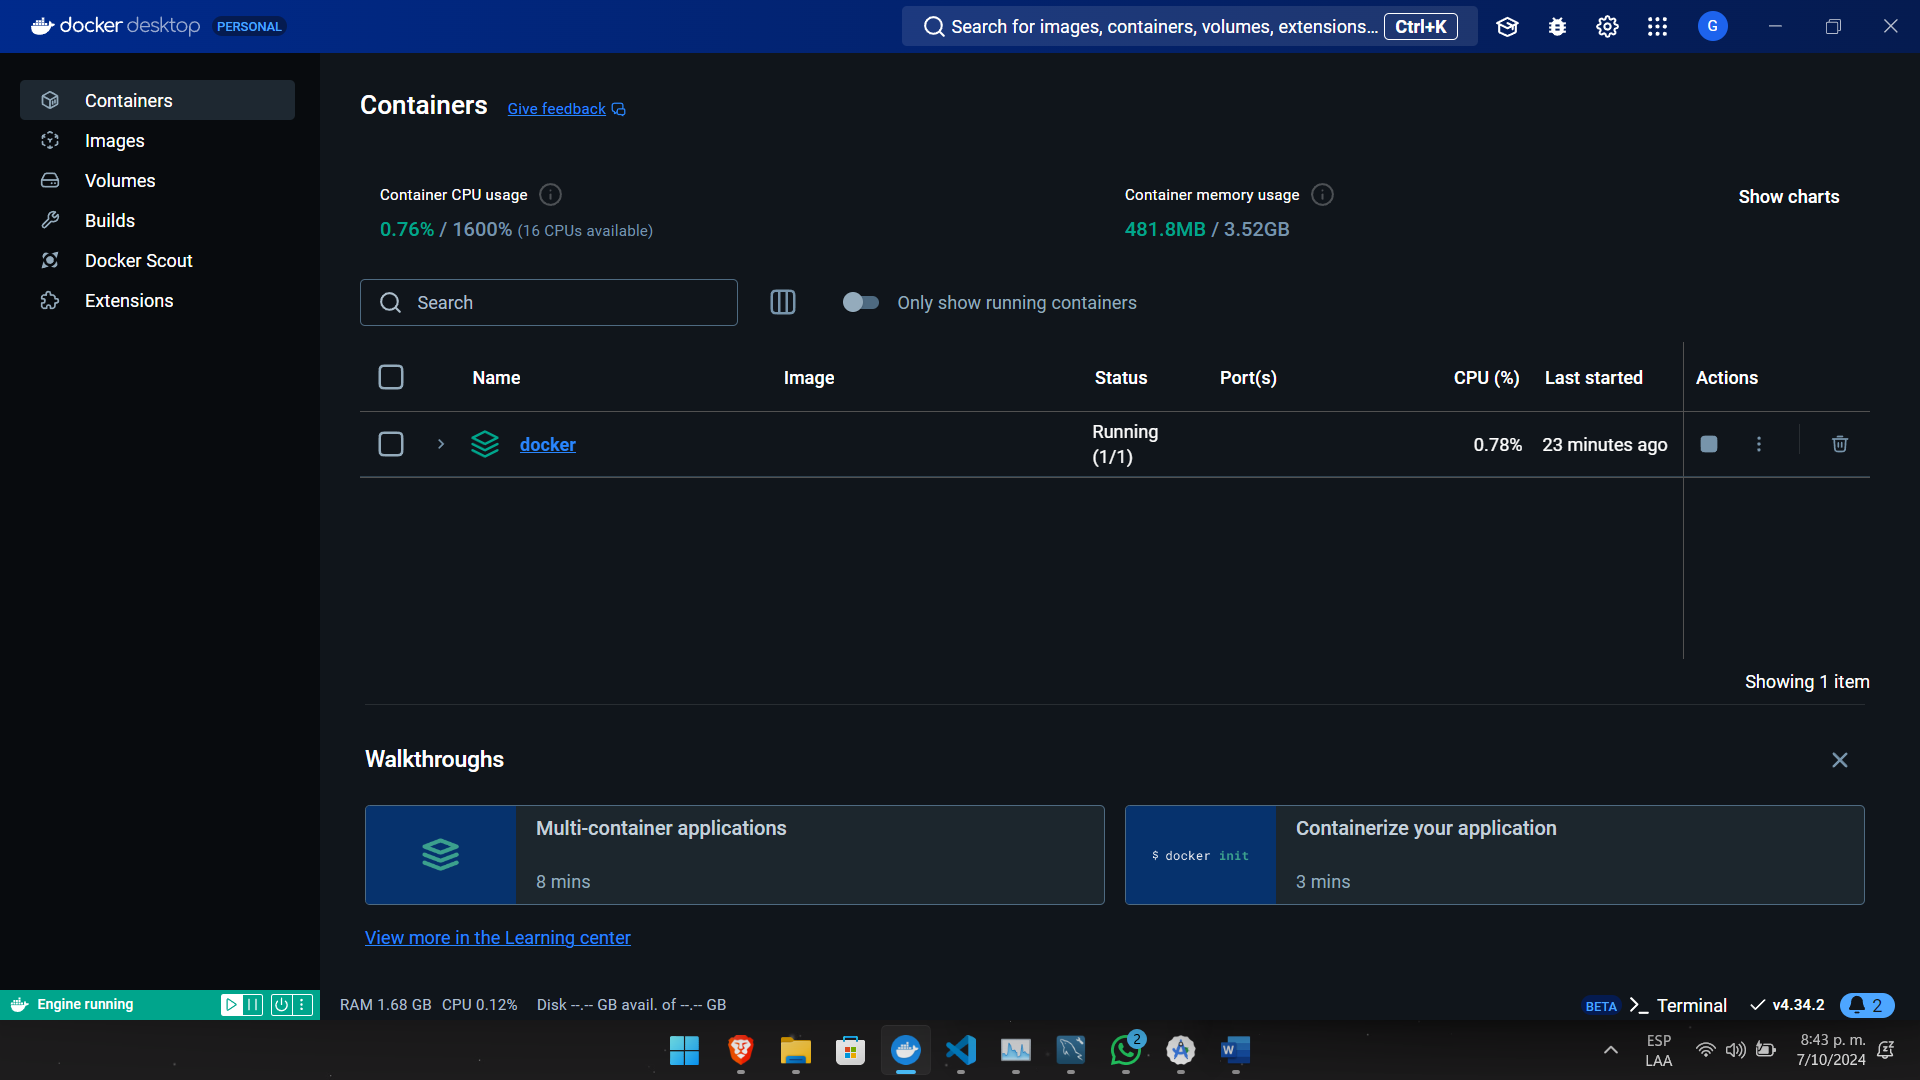 docker desktop PERSONAL
Search for images, containers, volumes, extensions... Ctrl+K
G
Containers
Images
Volumes
Builds
Docker Scout
Extensions
Containers Give feedback
Container CPU usage
0.76% / 1600% (16 CPUs available)
Container memory usage
481.8MB / 3.52GB
Show charts
Search
Only show running containers
Name Image Status Port(s) CPU (%) Last started Actions
docker Running (1/1) 0.78% 23 minutes ago
Showing 1 item
Walkthroughs
Multi-container applications
8 mins
$ docker init
Containerize your application
3 mins
View more in the Learning center
Engine running
RAM 1.68 GB CPU 0.12% Disk --.-- GB avail. of --.-- GB
BETA >_ Terminal v4.34.2 2
2
W
ESP
LAA
8:43 p. m.
7/10/2024